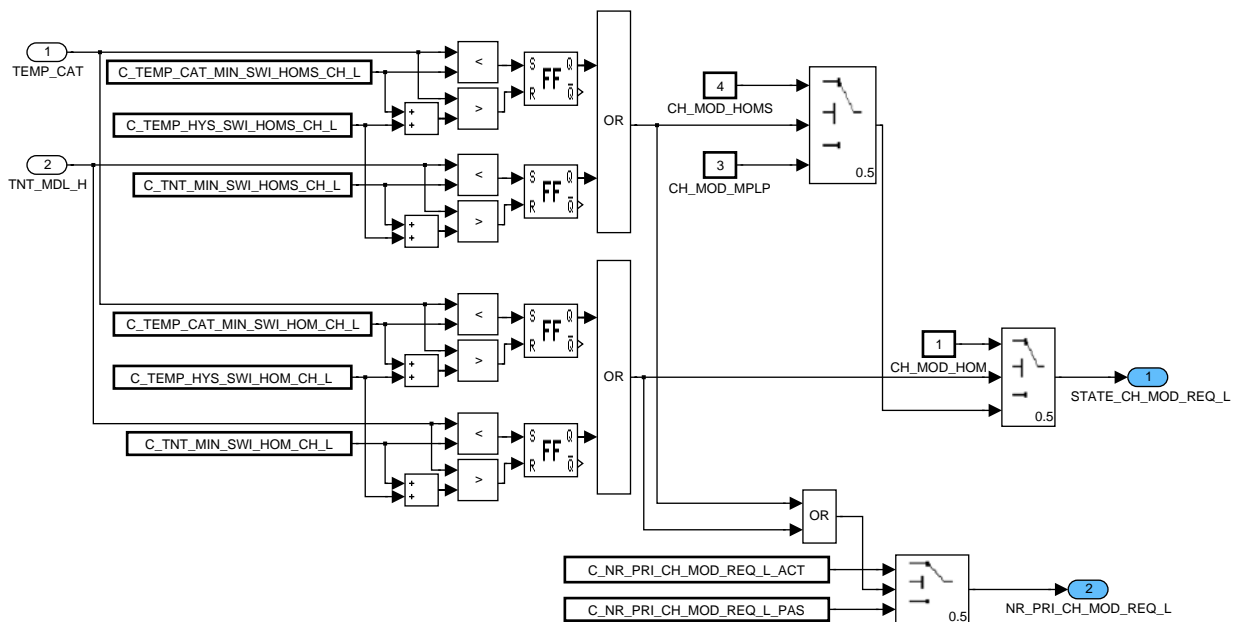 1
TEMP_CAT
C_TEMP_CAT_MIN_SWI_HOMS_CH_L
<
S Q
FF
R Q
C_TEMP_HYS_SWI_HOMS_CH_L
+
+
>
OR
4
CH_MOD_HOMS
3
CH_MOD_MPLP
0.5
2
TNT_MDL_H
C_TNT_MIN_SWI_HOMS_CH_L
<
S Q
FF
R Q
+
+
>
C_TEMP_CAT_MIN_SWI_HOM_CH_L
<
S Q
FF
R Q
C_TEMP_HYS_SWI_HOM_CH_L
+
+
>
OR
1
CH_MOD_HOM
0.5
1
STATE_CH_MOD_REQ_L
C_TNT_MIN_SWI_HOM_CH_L
<
S Q
FF
R Q
+
+
>
OR
C_NR_PRI_CH_MOD_REQ_L_ACT
C_NR_PRI_CH_MOD_REQ_L_PAS
0.5
2
NR_PRI_CH_MOD_REQ_L